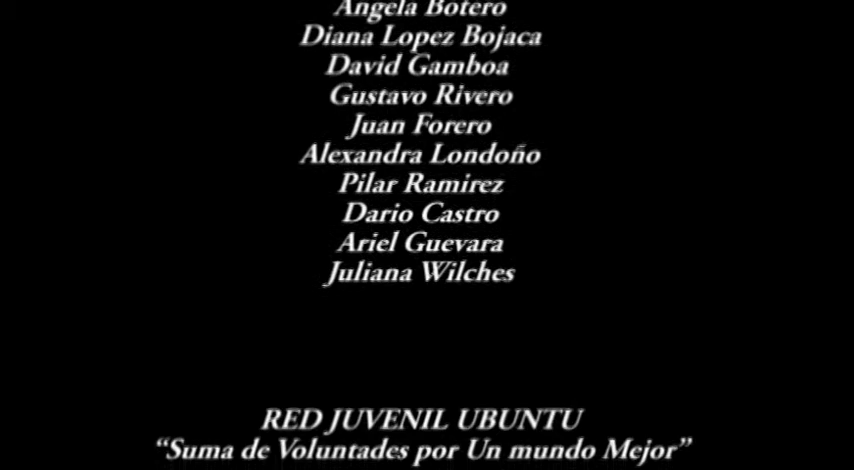 Angela Botero
Diana Lopez Bojaca
David Gamboa
Gustavo Rivero
Juan Forero
Alexandra Londoño
Pilar Ramirez
Dario Castro
Ariel Guevara
Juliana Wilches
RED JUVENIL UBUNTU
“Suma de Voluntades por Un mundo Mejor”